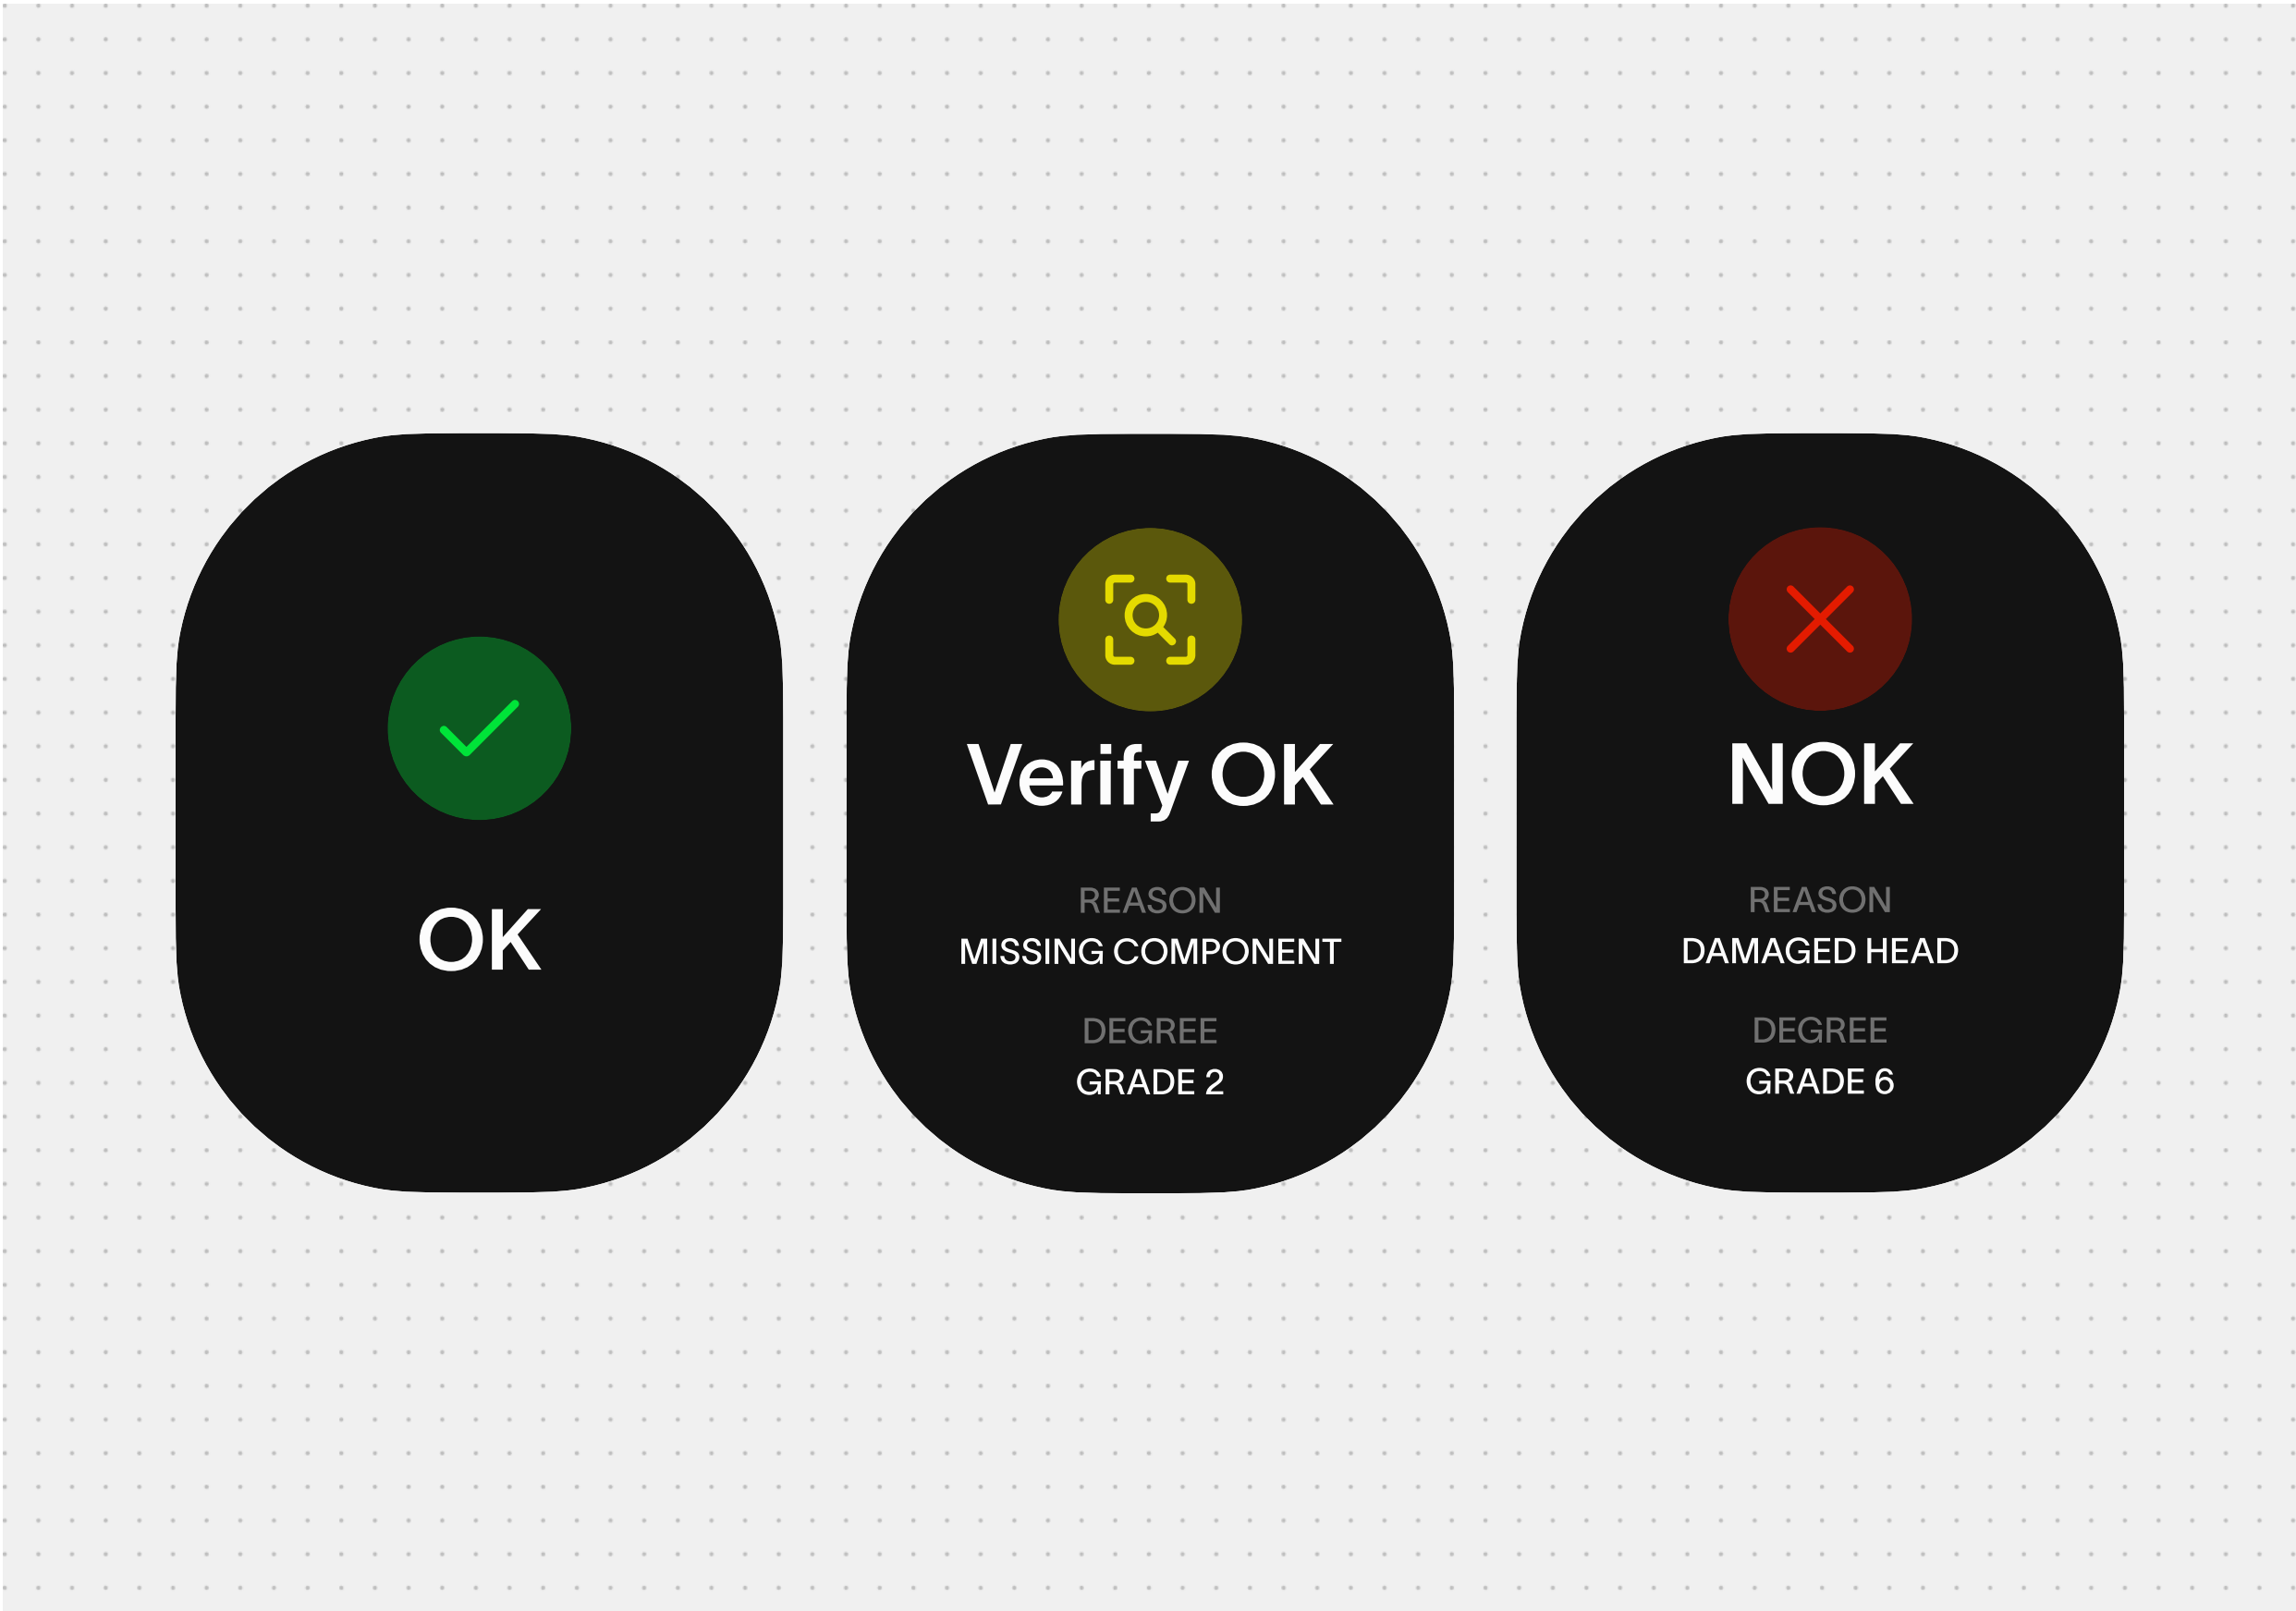 OK
Verify OK
REASON
MISSING COMPONENT
DEGREE
GRADE 2
NOK
REASON
DAMAGED HEAD
DEGREE
GRADE 6